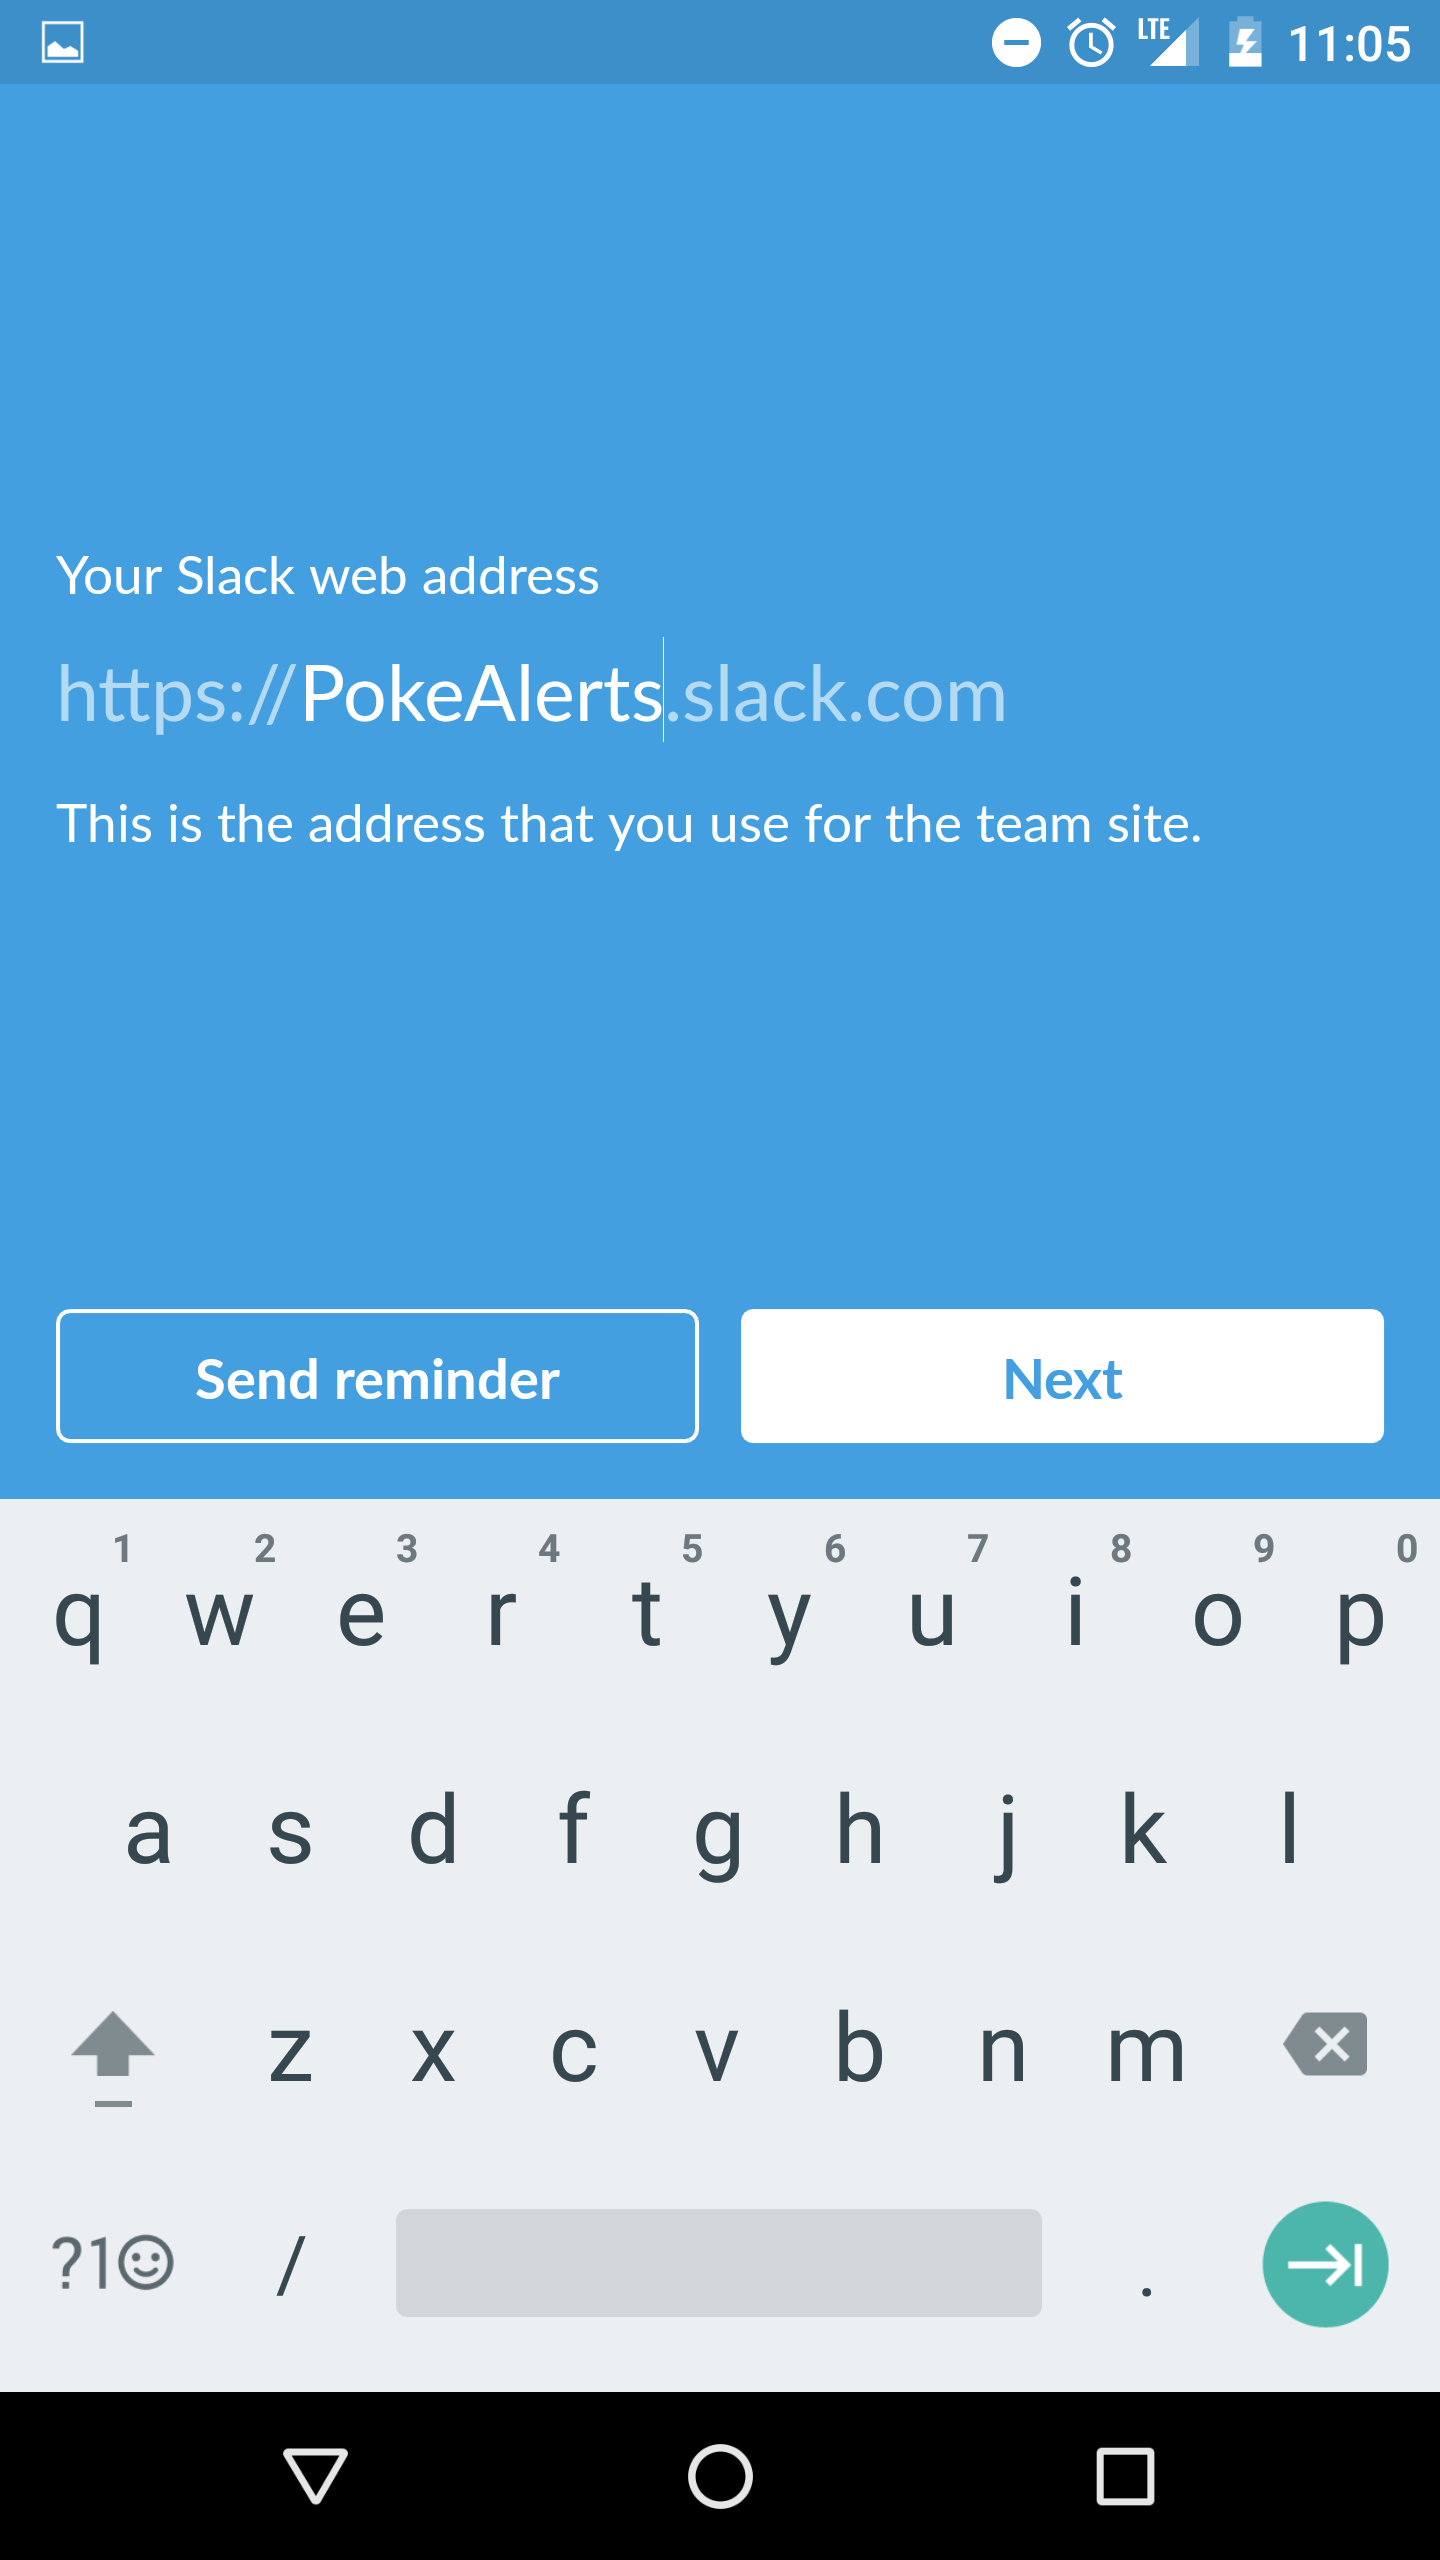 LTE 11:05
Your Slack web address
https://PokeAlerts.slack.com
This is the address that you use for the team site.
Send reminder Next
1 2 3 4 5 6 7 8 9 0
q w e r t y u i o p
a s d f g h j k l
z x c v b n m
?1☺ / .